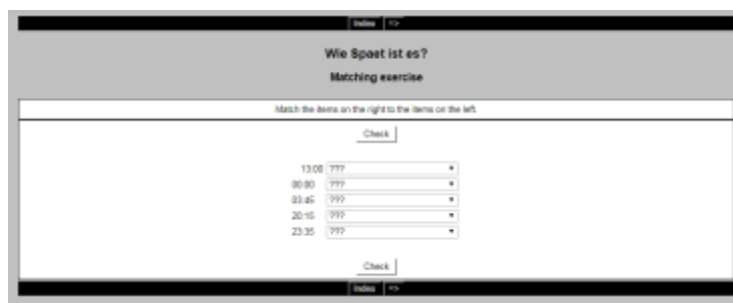 Index =>
Wie Spaet ist es?
Matching exercise
Match the items on the right to the items on the left.
Check
13:00 ???
00:00 ???
03:45 ???
20:15 ???
23:35 ???
Check
Index =>